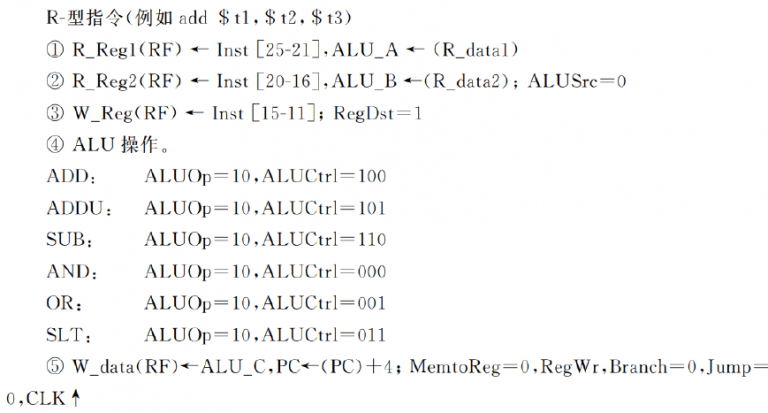 R-型指令(例如 add $t1,$t2,$t3)
① R_Reg1(RF) ← Inst [25-21],ALU_A ← (R_data1)
② R_Reg2(RF) ← Inst [20-16],ALU_B ←(R_data2); ALUSrc=0
③ W_Reg(RF) ← Inst [15-11]; RegDst=1
④ ALU 操作。
ADD: ALUOp=10,ALUCtrl=100
ADDU: ALUOp=10,ALUCtrl=101
SUB: ALUOp=10,ALUCtrl=110
AND: ALUOp=10,ALUCtrl=000
OR: ALUOp=10,ALUCtrl=001
SLT: ALUOp=10,ALUCtrl=011
⑤ W_data(RF)←ALU_C,PC←(PC)+4; MemtoReg=0,RegWr,Branch=0,Jump=
0,CLK↑